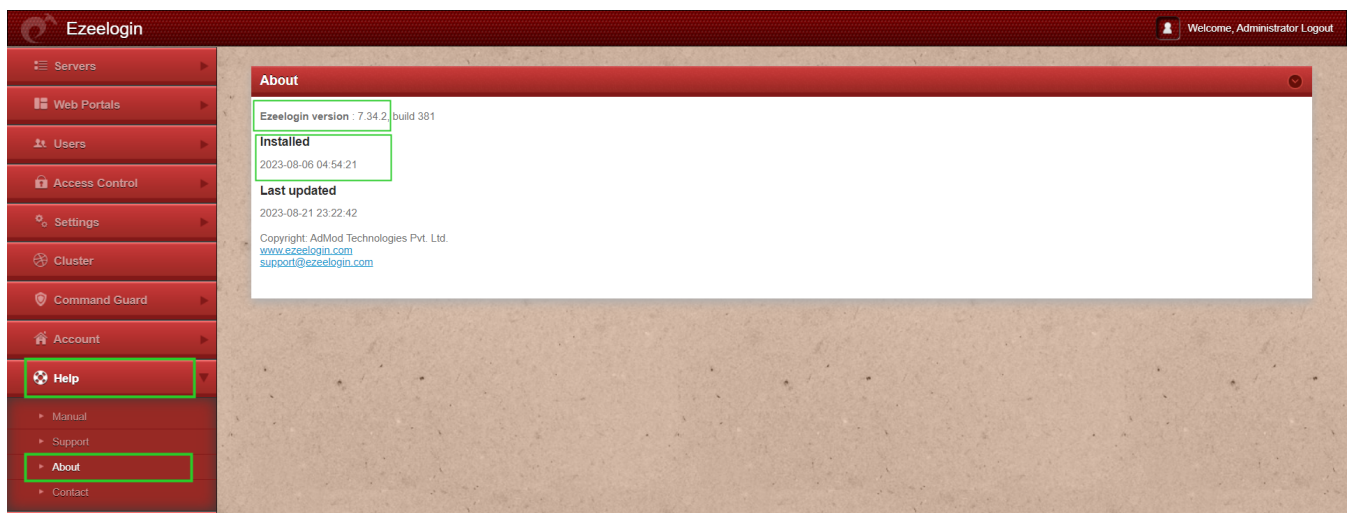 Ezeelogin
Welcome, Administrator Logout
Servers
Web Portals
Users
Access Control
Settings
Cluster
Command Guard
Account
Help
Manual
Support
About
Contact
About
Ezeelogin version : 7.34.2, build 381
Installed
2023-08-06 04:54:21
Last updated
2023-08-21 23:22:42
Copyright: AdMod Technologies Pvt. Ltd.
www.ezeelogin.com
support@ezeelogin.com